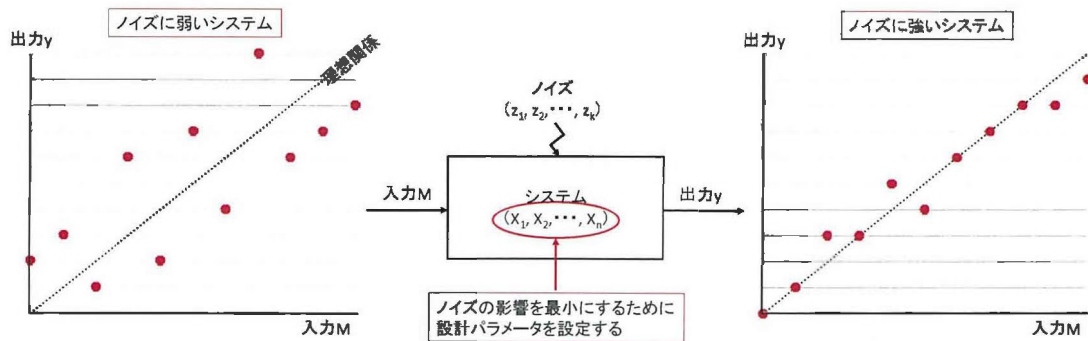 ノイズに弱いシステム
出力y
理想関係
入力M
ノイズ
(z₁, z₂,･･･, zₖ)
入力M
システム
(X₁, X₂,･･･, Xₙ)
出力y
ノイズの影響を最小にするために
設計パラメータを設定する
ノイズに強いシステム
出力y
入力M